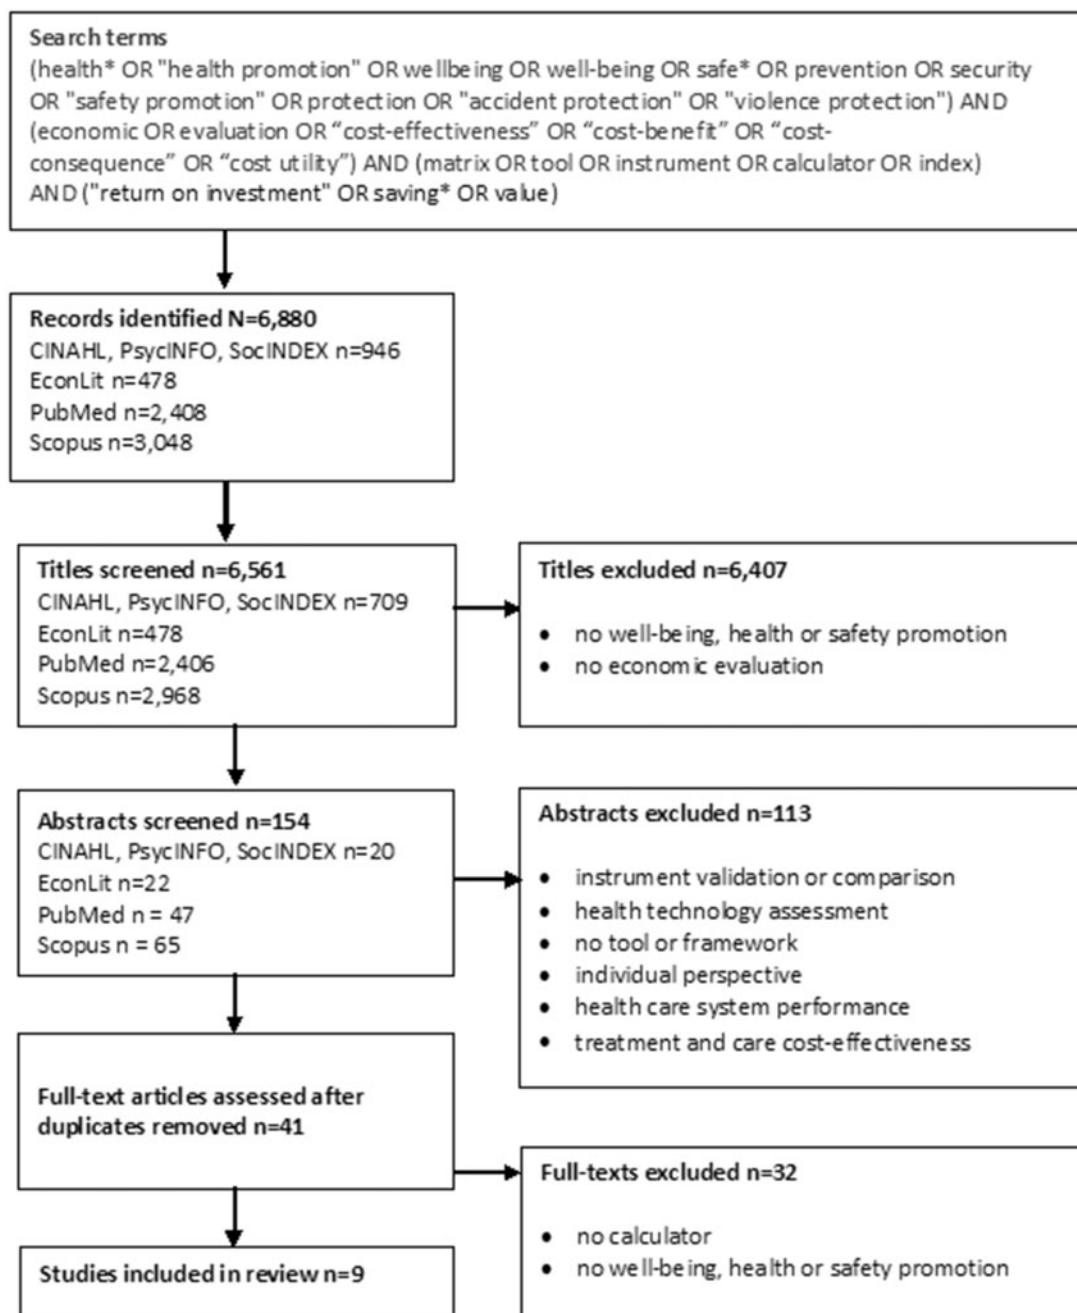 Search terms
(health* OR "health promotion" OR wellbeing OR well-being OR safe* OR prevention OR security
OR "safety promotion" OR protection OR "accident protection" OR "violence protection") AND
(economic OR evaluation OR “cost-effectiveness” OR “cost-benefit” OR “cost-
consequence” OR “cost utility”) AND (matrix OR tool OR instrument OR calculator OR index)
AND ("return on investment" OR saving* OR value)
Records identified N=6,880
CINAHL, PsycINFO, SocINDEX n=946
EconLit n=478
PubMed n=2,408
Scopus n=3,048
Titles screened n=6,561
CINAHL, PsycINFO, SocINDEX n=709
EconLit n=478
PubMed n=2,406
Scopus n=2,968
Titles excluded n=6,407
• no well-being, health or safety promotion
• no economic evaluation
Abstracts screened n=154
CINAHL, PsycINFO, SocINDEX n=20
EconLit n=22
PubMed n = 47
Scopus n = 65
Abstracts excluded n=113
• instrument validation or comparison
• health technology assessment
• no tool or framework
• individual perspective
• health care system performance
• treatment and care cost-effectiveness
Full-text articles assessed after
duplicates removed n=41
Full-texts excluded n=32
• no calculator
• no well-being, health or safety promotion
Studies included in review n=9